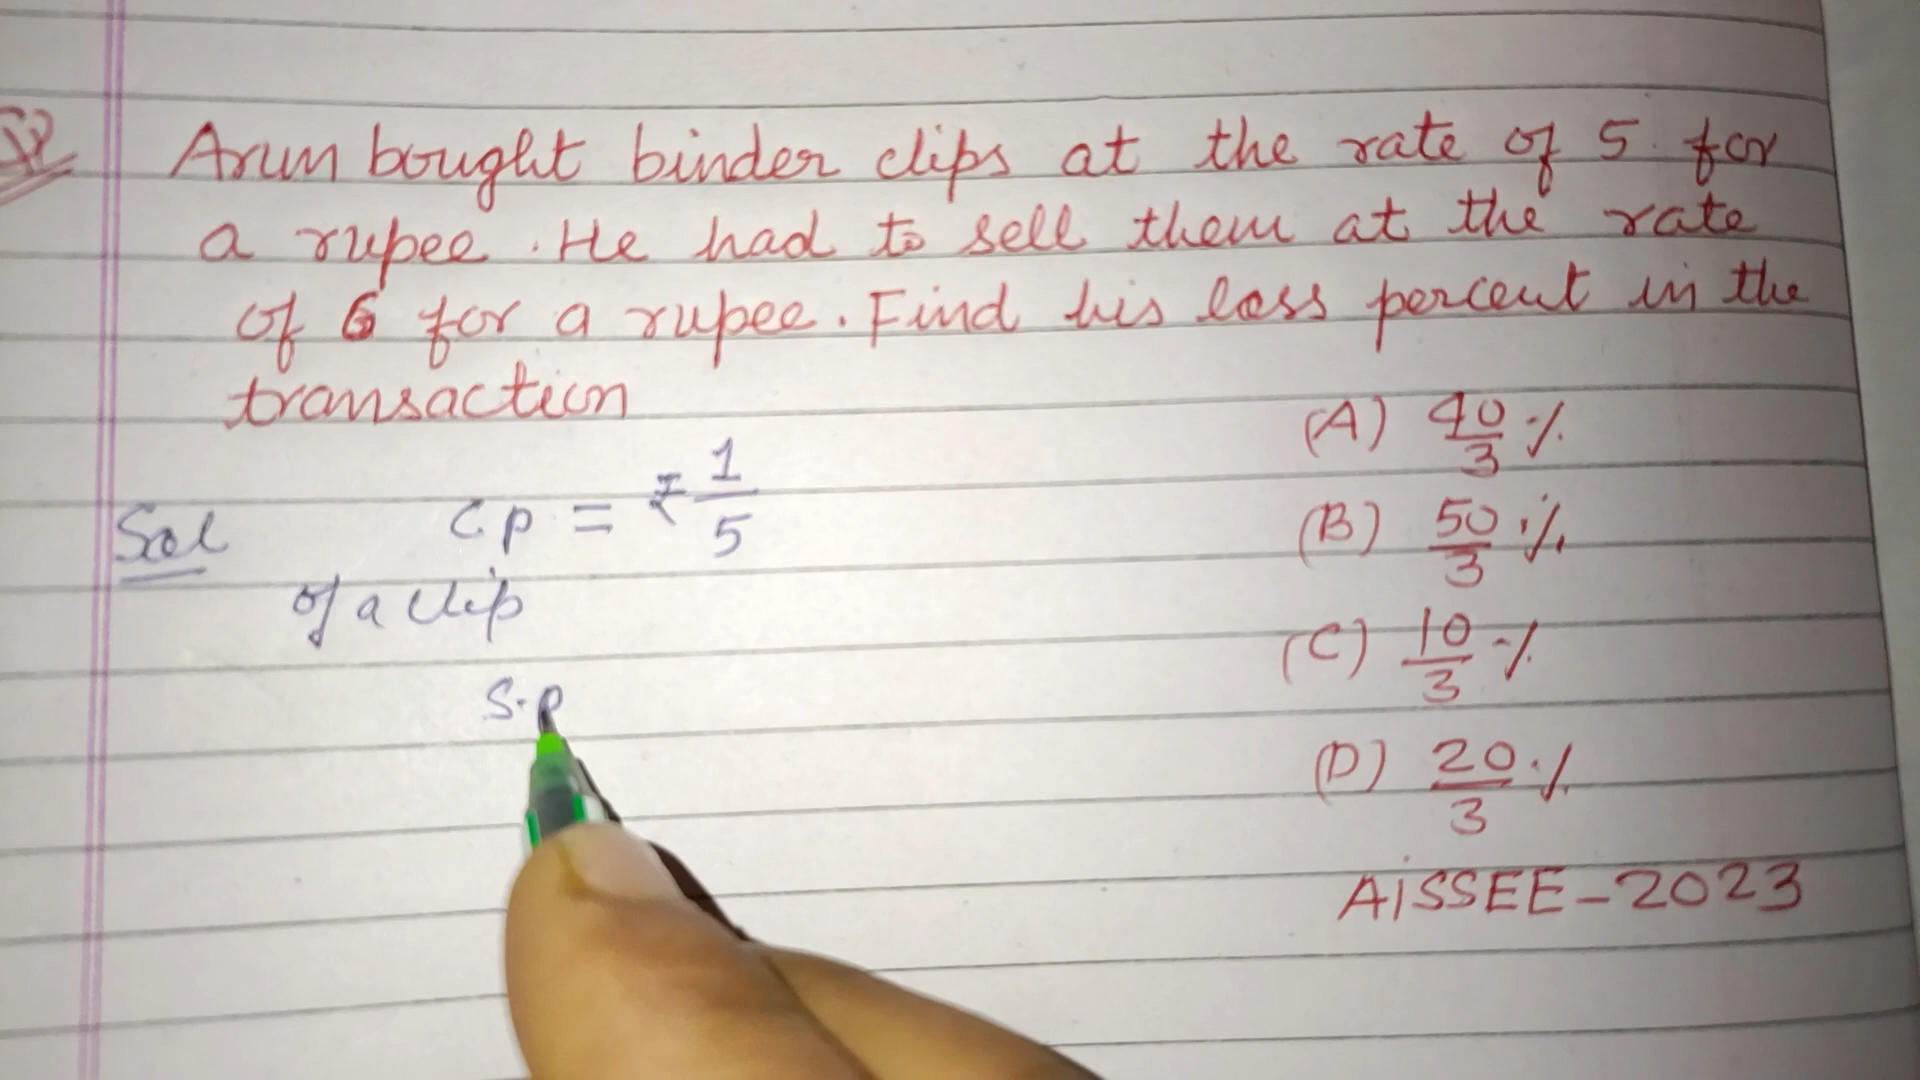 Arun bought binder clips at the rate of 5 for
a rupee. He had to sell them at the rate
of 6 for a rupee. Find his loss percent in the
transaction
(A) 40/3 %
(B) 50/3 %
(C) 10/3 %
(D) 20/3 %
AISSEE-2023
Sol C.P = ₹ 1/5
of a clip
S.P